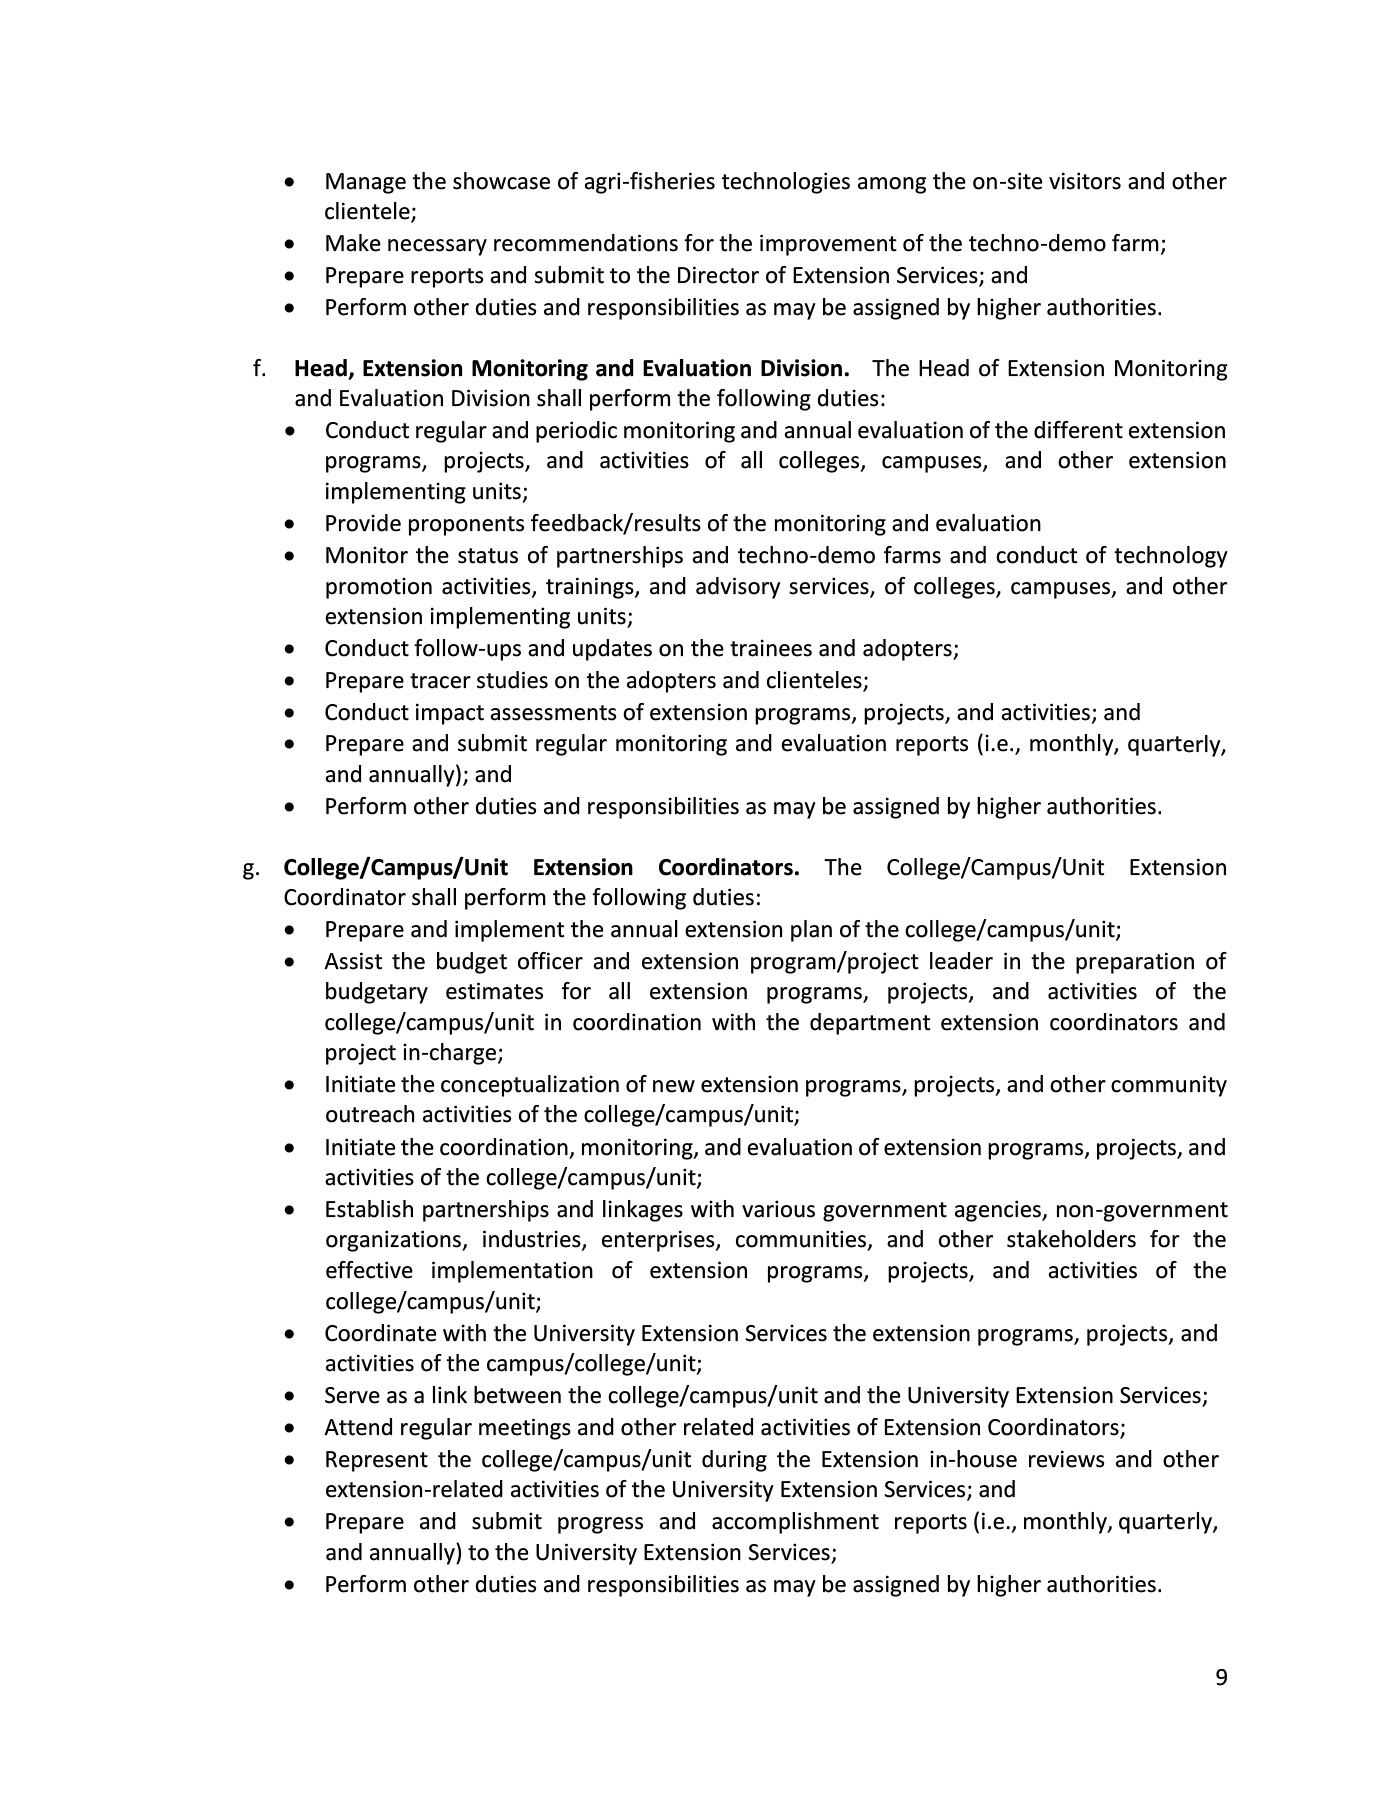 • Manage the showcase of agri-fisheries technologies among the on-site visitors and other
clientele;
• Make necessary recommendations for the improvement of the techno-demo farm;
• Prepare reports and submit to the Director of Extension Services; and
• Perform other duties and responsibilities as may be assigned by higher authorities.
f. Head, Extension Monitoring and Evaluation Division. The Head of Extension Monitoring
and Evaluation Division shall perform the following duties:
• Conduct regular and periodic monitoring and annual evaluation of the different extension
programs, projects, and activities of all colleges, campuses, and other extension
implementing units;
• Provide proponents feedback/results of the monitoring and evaluation
• Monitor the status of partnerships and techno-demo farms and conduct of technology
promotion activities, trainings, and advisory services, of colleges, campuses, and other
extension implementing units;
• Conduct follow-ups and updates on the trainees and adopters;
• Prepare tracer studies on the adopters and clienteles;
• Conduct impact assessments of extension programs, projects, and activities; and
• Prepare and submit regular monitoring and evaluation reports (i.e., monthly, quarterly,
and annually); and
• Perform other duties and responsibilities as may be assigned by higher authorities.
g. College/Campus/Unit Extension Coordinators. The College/Campus/Unit Extension
Coordinator shall perform the following duties:
• Prepare and implement the annual extension plan of the college/campus/unit;
• Assist the budget officer and extension program/project leader in the preparation of
budgetary estimates for all extension programs, projects, and activities of the
college/campus/unit in coordination with the department extension coordinators and
project in-charge;
• Initiate the conceptualization of new extension programs, projects, and other community
outreach activities of the college/campus/unit;
• Initiate the coordination, monitoring, and evaluation of extension programs, projects, and
activities of the college/campus/unit;
• Establish partnerships and linkages with various government agencies, non-government
organizations, industries, enterprises, communities, and other stakeholders for the
effective implementation of extension programs, projects, and activities of the
college/campus/unit;
• Coordinate with the University Extension Services the extension programs, projects, and
activities of the campus/college/unit;
• Serve as a link between the college/campus/unit and the University Extension Services;
• Attend regular meetings and other related activities of Extension Coordinators;
• Represent the college/campus/unit during the Extension in-house reviews and other
extension-related activities of the University Extension Services; and
• Prepare and submit progress and accomplishment reports (i.e., monthly, quarterly,
and annually) to the University Extension Services;
• Perform other duties and responsibilities as may be assigned by higher authorities.
9